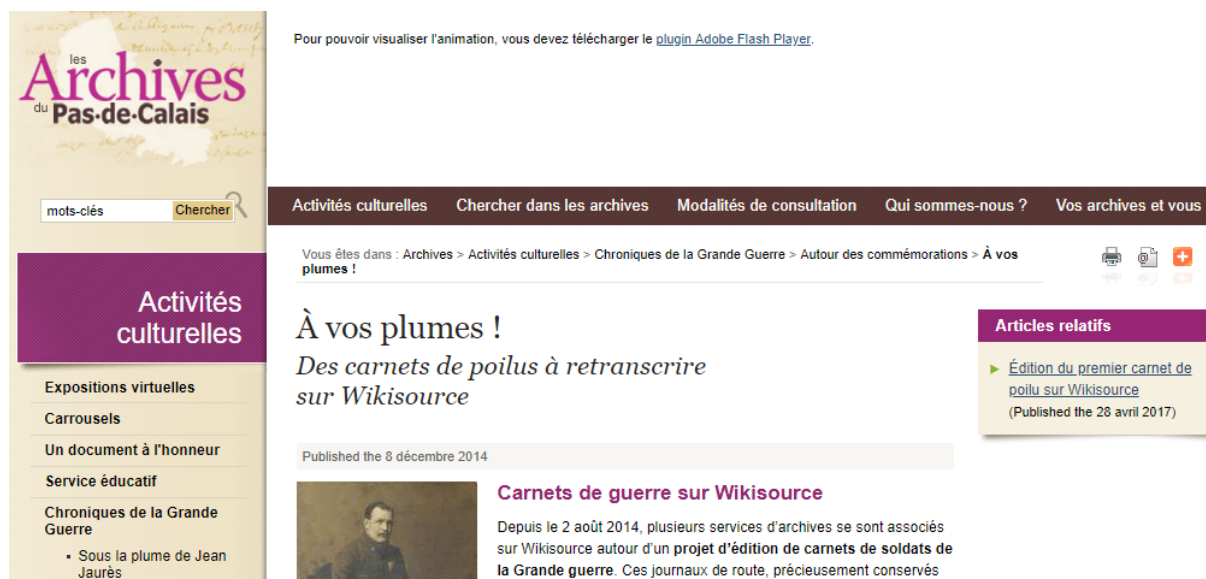 les
Archives
du Pas-de-Calais
mots-clés
Chercher
Activités
culturelles
Expositions virtuelles
Carrousels
Un document à l'honneur
Service éducatif
Chroniques de la Grande
Guerre
Sous la plume de Jean
Jaurès
Pour pouvoir visualiser l'animation, vous devez télécharger le plugin Adobe Flash Player.
Activités culturelles Chercher dans les archives Modalités de consultation Qui sommes-nous ? Vos archives et vous
Vous êtes dans : Archives > Activités culturelles > Chroniques de la Grande Guerre > Autour des commémorations > À vos
plumes !
À vos plumes !
Des carnets de poilus à retranscrire
sur Wikisource
Published the 8 décembre 2014
Carnets de guerre sur Wikisource
Depuis le 2 août 2014, plusieurs services d'archives se sont associés
sur Wikisource autour d'un projet d'édition de carnets de soldats de
la Grande guerre. Ces journaux de route, précieusement conservés
Articles relatifs
Édition du premier carnet de
poilu sur Wikisource
(Published the 28 avril 2017)